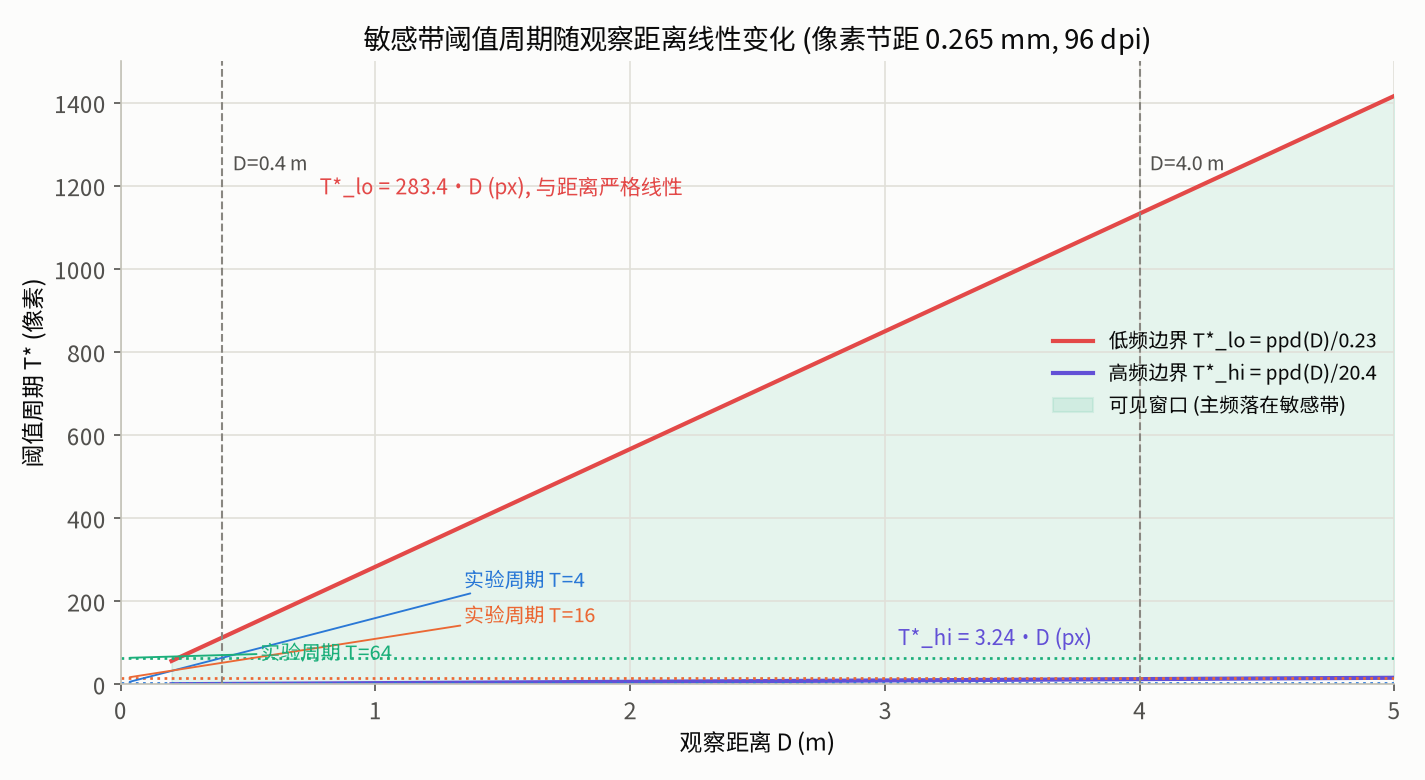 敏感带阈值周期随观察距离线性变化 (像素节距 0.265 mm, 96 dpi)
阈值周期 T* (像素)
1400
1200
1000
800
600
400
200
0
D=0.4 m
D=4.0 m
T*_lo = 283.4・D (px), 与距离严格线性
低频边界 T*_lo = ppd(D)/0.23
高频边界 T*_hi = ppd(D)/20.4
可见窗口 (主频落在敏感带)
实验周期 T=4
实验周期 T=16
实验周期 T=64
T*_hi = 3.24・D (px)
0 1 2 3 4 5
观察距离 D (m)